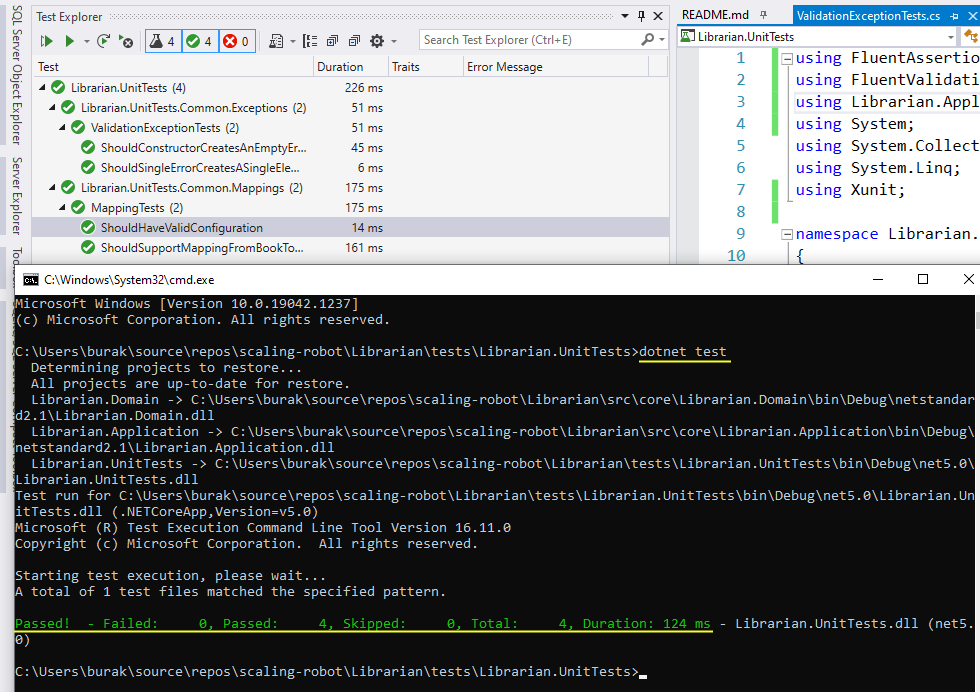 SQL Server Object Explorer
Server Explorer
Test Explorer
4 4 0
Search Test Explorer (Ctrl+E)
Test Duration Traits Error Message
Librarian.UnitTests (4) 226 ms
Librarian.UnitTests.Common.Exceptions (2) 51 ms
ValidationExceptionTests (2) 51 ms
ShouldConstructorCreatesAnEmptyEr... 45 ms
ShouldSingleErrorCreatesASingleEle... 6 ms
Librarian.UnitTests.Common.Mappings (2) 175 ms
MappingTests (2) 175 ms
ShouldHaveValidConfiguration 14 ms
ShouldSupportMappingFromBookTo... 161 ms
README.md ValidationExceptionTests.cs
Librarian.UnitTests
1 using FluentAssertio
2 using FluentValidati
3 using Librarian.Appl
4 using System;
5 using System.Collect
6 using System.Linq;
7 using Xunit;
8
9 namespace Librarian.
10 {
C:\Windows\System32\cmd.exe
Microsoft Windows [Version 10.0.19042.1237]
(c) Microsoft Corporation. All rights reserved.
C:\Users\burak\source\repos\scaling-robot\Librarian\tests\Librarian.UnitTests>dotnet test
Determining projects to restore...
All projects are up-to-date for restore.
Librarian.Domain -> C:\Users\burak\source\repos\scaling-robot\Librarian\src\core\Librarian.Domain\bin\Debug\netstandar
d2.1\Librarian.Domain.dll
Librarian.Application -> C:\Users\burak\source\repos\scaling-robot\Librarian\src\core\Librarian.Application\bin\Debug\
netstandard2.1\Librarian.Application.dll
Librarian.UnitTests -> C:\Users\burak\source\repos\scaling-robot\Librarian\tests\Librarian.UnitTests\bin\Debug\net5.0\
Librarian.UnitTests.dll
Test run for C:\Users\burak\source\repos\scaling-robot\Librarian\tests\Librarian.UnitTests\bin\Debug\net5.0\Librarian.Un
itTests.dll (.NETCoreApp,Version=v5.0)
Microsoft (R) Test Execution Command Line Tool Version 16.11.0
Copyright (c) Microsoft Corporation.  All rights reserved.
Starting test execution, please wait...
A total of 1 test files matched the specified pattern.
Passed!  - Failed:     0, Passed:     4, Skipped:     0, Total:     4, Duration: 124 ms - Librarian.UnitTests.dll (net5.
0)
C:\Users\burak\source\repos\scaling-robot\Librarian\tests\Librarian.UnitTests>